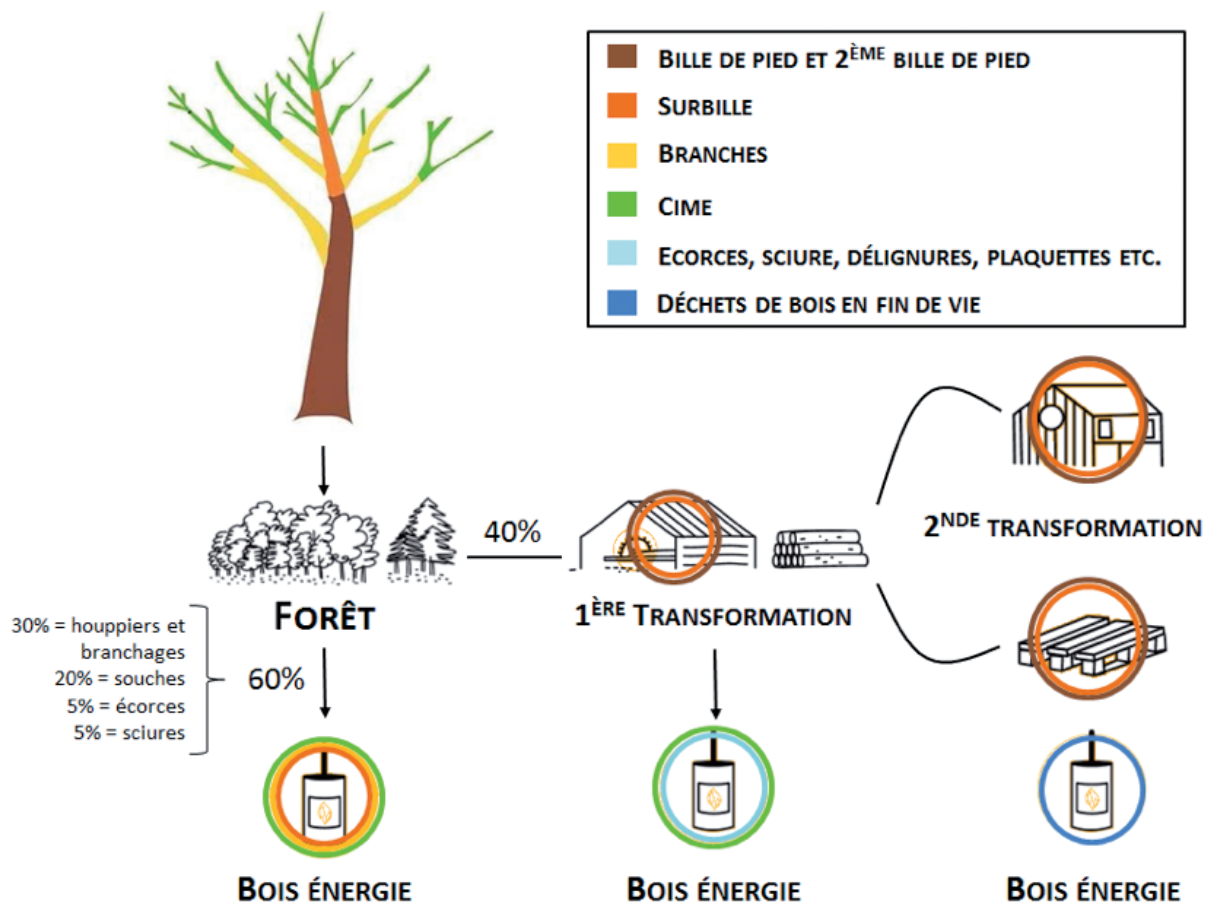 BILLE DE PIED ET 2ÈME BILLE DE PIED
SURBILLE
BRANCHES
CIME
ECORCES, SCIURE, DÉLIGNURES, PLAQUETTES ETC.
DÉCHETS DE BOIS EN FIN DE VIE
40%
2NDE TRANSFORMATION
FORÊT
1ÈRE TRANSFORMATION
30% = houppiers et
branchages
20% = souches
5% = écorces
5% = sciures
60%
BOIS ÉNERGIE
BOIS ÉNERGIE
BOIS ÉNERGIE